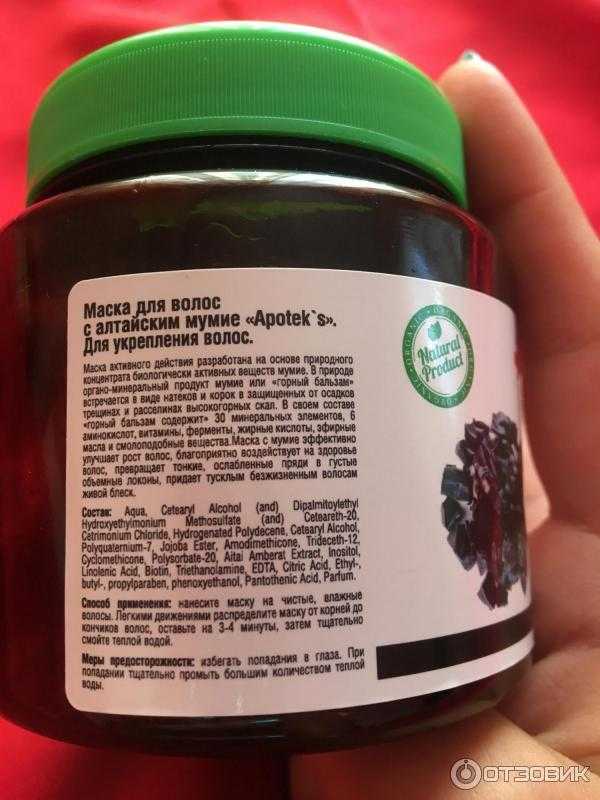 Маска для волос
с алтайским мумие «Apotek`s».
Для укрепления волос.
Маска активного действия разработана на основе природного
концентрата биологически активных веществ мумие. В природе
органо-минеральный продукт мумие или «горный бальзам»
встречается в виде натеков и корок в защищенных от осадков
трещинах и расселинах высокогорных скал. В своем составе
«горный бальзам содержит» 30 минеральных элементов, 6
аминокислот, витамины, ферменты, жирные кислоты, эфирные
масла и смолоподобные вещества.Маска с мумие эффективно
улучшает рост волос, благоприятно воздействует на здоровье
волос, превращает тонкие, ослабленные пряди в густые
объемные локоны, придает тусклым безжизненным волосам
живой блеск.
Состав: Aqua, Cetearyl Alcohol (and) Dipalmitoylethyl
Hydroxyethylmonium Methosulfate (and) Ceteareth-20,
Cetrimonium Chloride, Hydrogenated Polydecene, Cetearyl Alcohol,
Polyquaternium-7, Jojoba Ester, Amodimethicone, Trideceth-12,
Cyclomethicone, Polysorbate-20, Altai Amberat Extract, Inositol,
Linolenic Acid, Biotin, Triethanolamine, EDTA, Citric Acid, Ethyl-,
butyl-, propylparaben, phenoxyethanol, Pantothenic Acid, Parfum.
Способ применения: нанесите маску на чистые, влажные
волосы. Легкими движениями распределите маску от корней до
кончиков волос, оставьте на 3-4 минуты, затем тщательно
смойте теплой водой.
Меры предосторожности: избегать попадания в глаза. При
попадании тщательно промыть большим количеством теплой
воды.
ORGANIC • ORGANIC • ORGANIC
Natural
Product
ОТЗОВИК